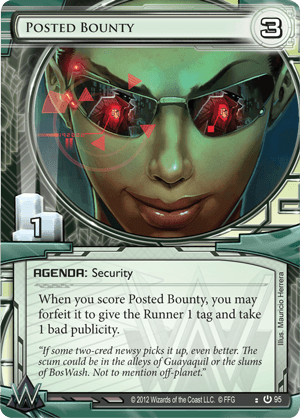 Posted Bounty
3
1
AGENDA: Security
When you score Posted Bounty, you may
forfeit it to give the Runner 1 tag and take
1 bad publicity.
"If some two-cred newsy picks it up, even better. The
scum could be in the alleys of Guayaquil or the slums
of BosWash. Not to mention off-planet."
Illus. Mauricio Herrera
© 2012 Wizards of the Coast LLC. © FFG
95